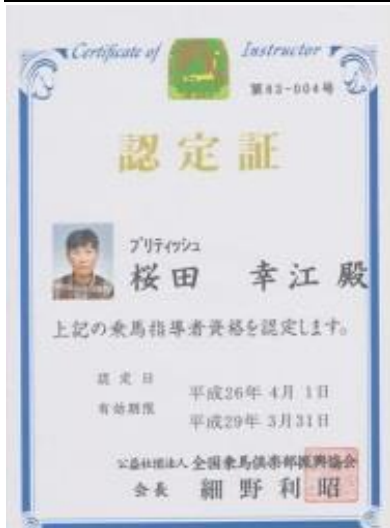 Certificate of Instructor
第83-004号
認定証
ブリティッシュ
桜田 幸江 殿
上記の乗馬指導者資格を認定します。
認定日 平成26年 4月 1日
有効期限 平成29年 3月31日
公益社団法人 全国乗馬倶楽部振興協会
会長 細野利昭